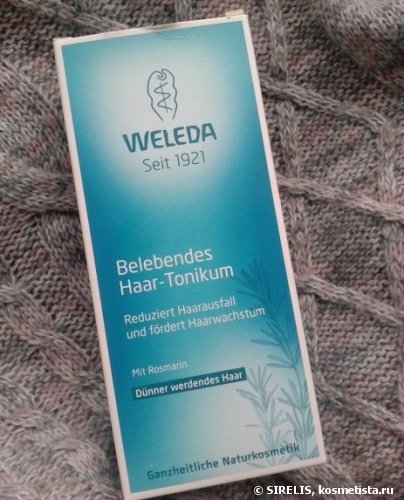 WELEDA
Seit 1921
Belebendes
Haar-Tonikum
Reduziert Haarausfall
und fördert Haarwachstum
Mit Rosmarin
Dünner werdendes Haar
Ganzheitliche Naturkosmetik
© SIRELIS, kosmetista.ru